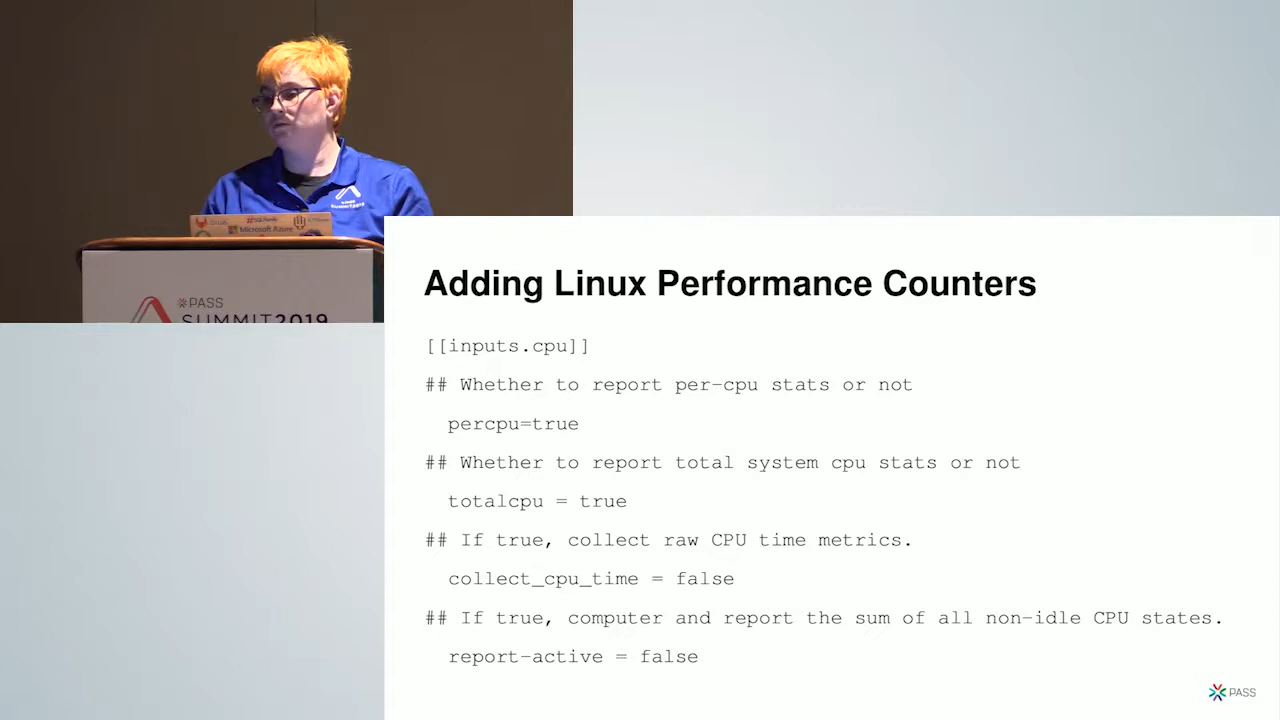 Microsoft Azure
PASS
SUMMIT2019
Adding Linux Performance Counters
[[inputs.cpu]]
## Whether to report per-cpu stats or not
percpu=true
## Whether to report total system cpu stats or not
totalcpu = true
## If true, collect raw CPU time metrics.
collect_cpu_time = false
## If true, computer and report the sum of all non-idle CPU states.
report-active = false
PASS